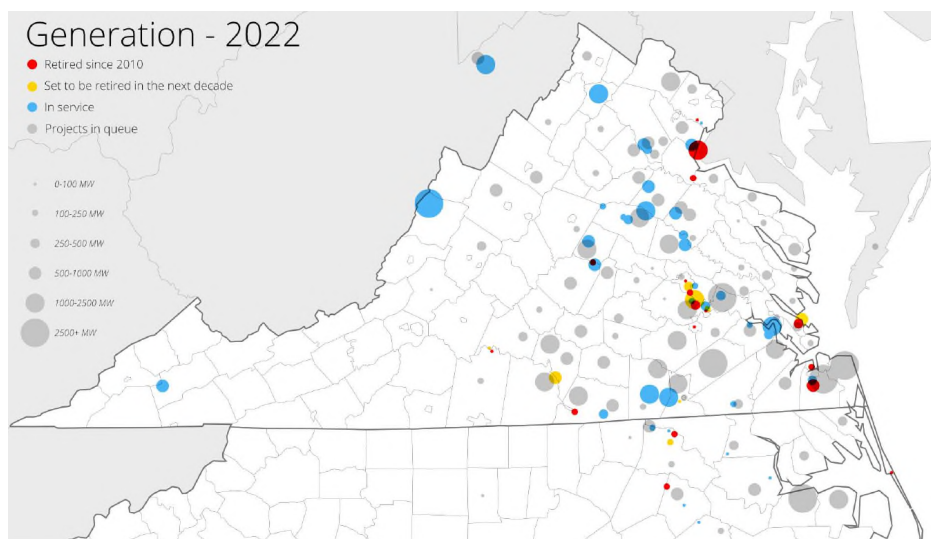 Generation - 2022
Retired since 2010
Set to be retired in the next decade
In service
Projects in queue
0-100 MW
100-250 MW
250-500 MW
500-1000 MW
1000-2500 MW
2500+ MW